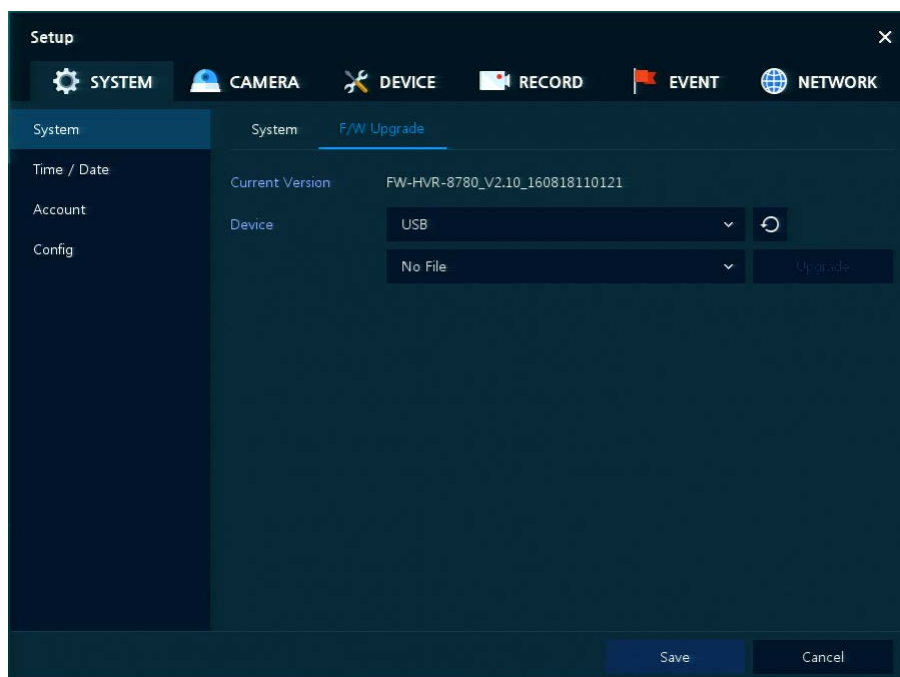 Setup
SYSTEM CAMERA DEVICE RECORD EVENT NETWORK
System
Time / Date
Account
Config
System F/W Upgrade
Current Version FW-HVR-8780_V2.10_160818110121
Device USB
No File Upgrade
Save Cancel